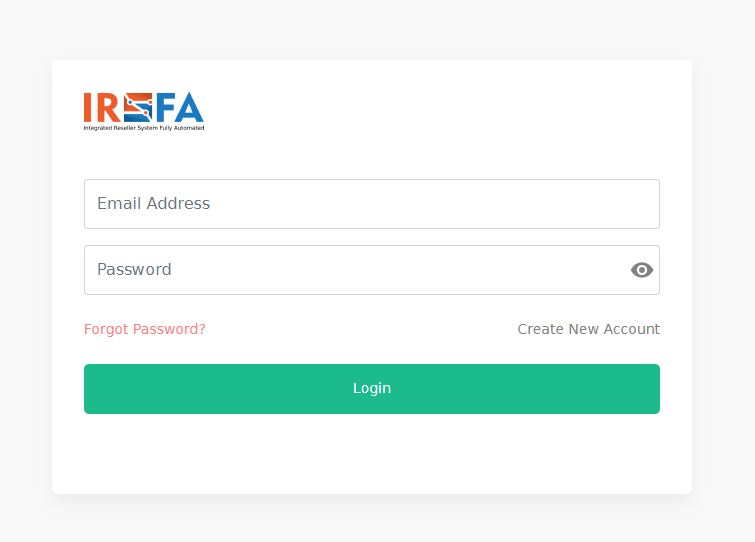 IRSFA
Integrated Reseller System Fully Automated
Email Address
Password
Forgot Password?
Create New Account
Login